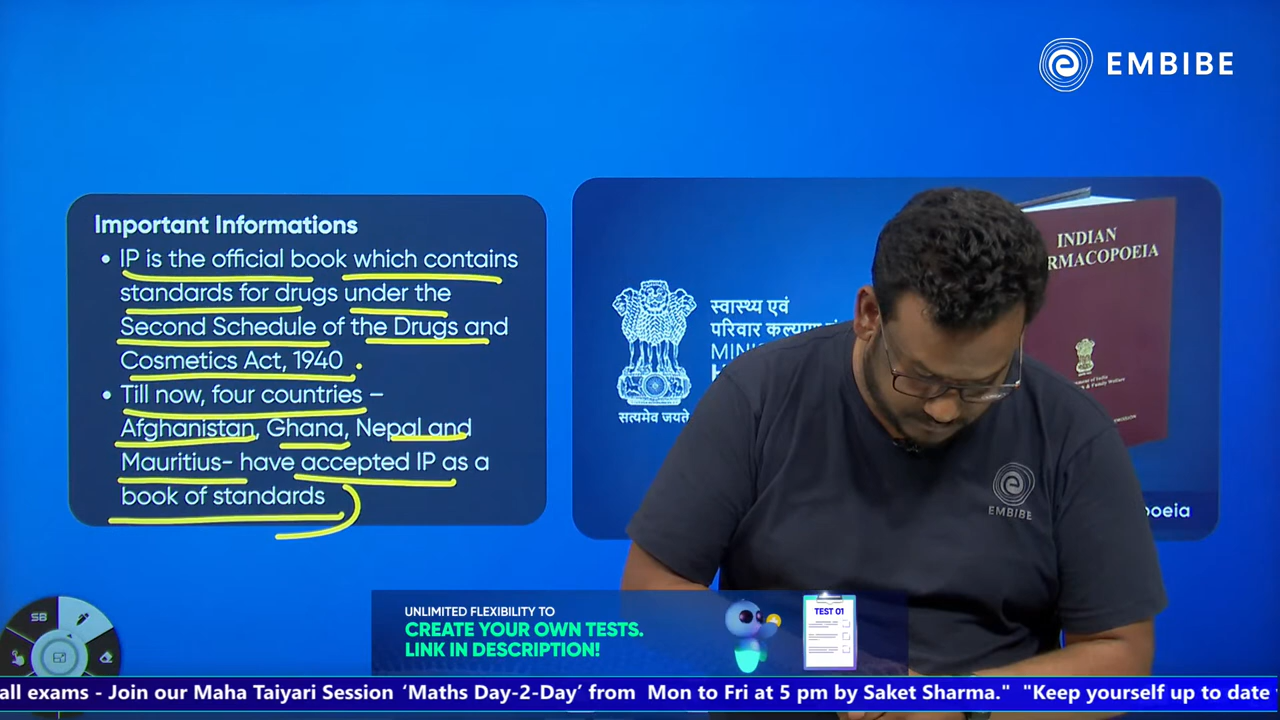 EMBIBE
Important Informations
• IP is the official book which contains
standards for drugs under the
Second Schedule of the Drugs and
Cosmetics Act, 1940
• Till now, four countries –
Afghanistan, Ghana, Nepal and
Mauritius- have accepted IP as a
book of standards
स्वास्थ्य एवं
परिवार कल्याण
सत्यमेव जयते
INDIAN
RMACOPOEIA
& Family Welfare
poeia
EMBIBE
SB
UNLIMITED FLEXIBILITY TO
CREATE YOUR OWN TESTS.
LINK IN DESCRIPTION!
TEST 01
all exams - Join our Maha Taiyari Session ‘Maths Day-2-Day’ from Mon to Fri at 5 pm by Saket Sharma." "Keep yourself up to date